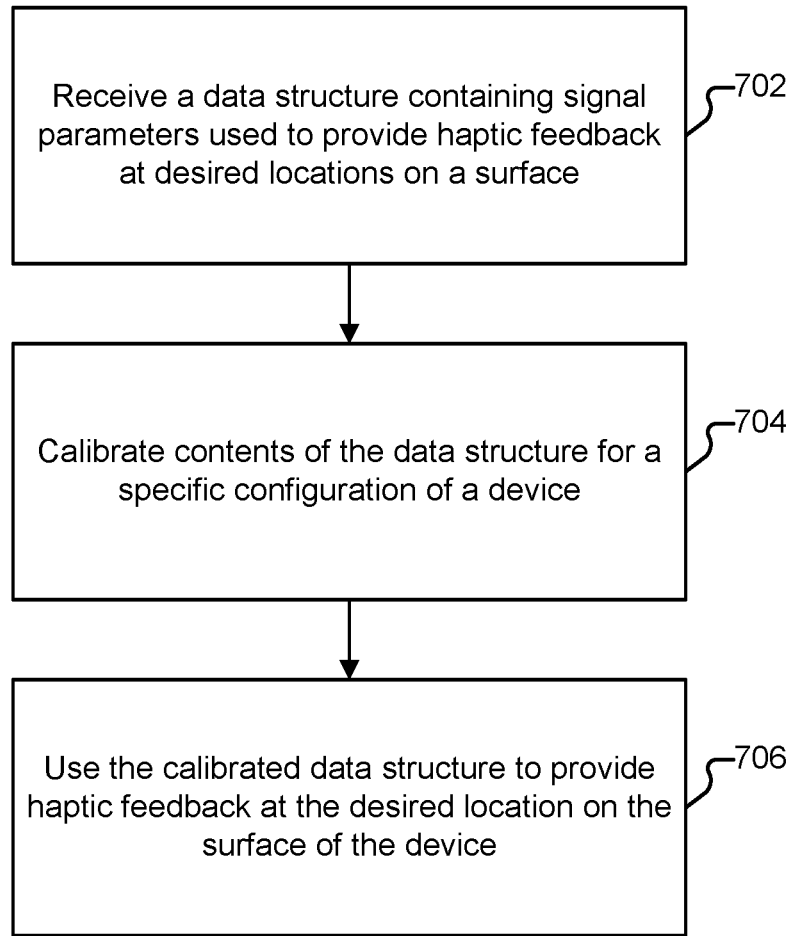 Receive a data structure containing signal
parameters used to provide haptic feedback
at desired locations on a surface
702
Calibrate contents of the data structure for a
specific configuration of a device
704
Use the calibrated data structure to provide
haptic feedback at the desired location on the
surface of the device
706